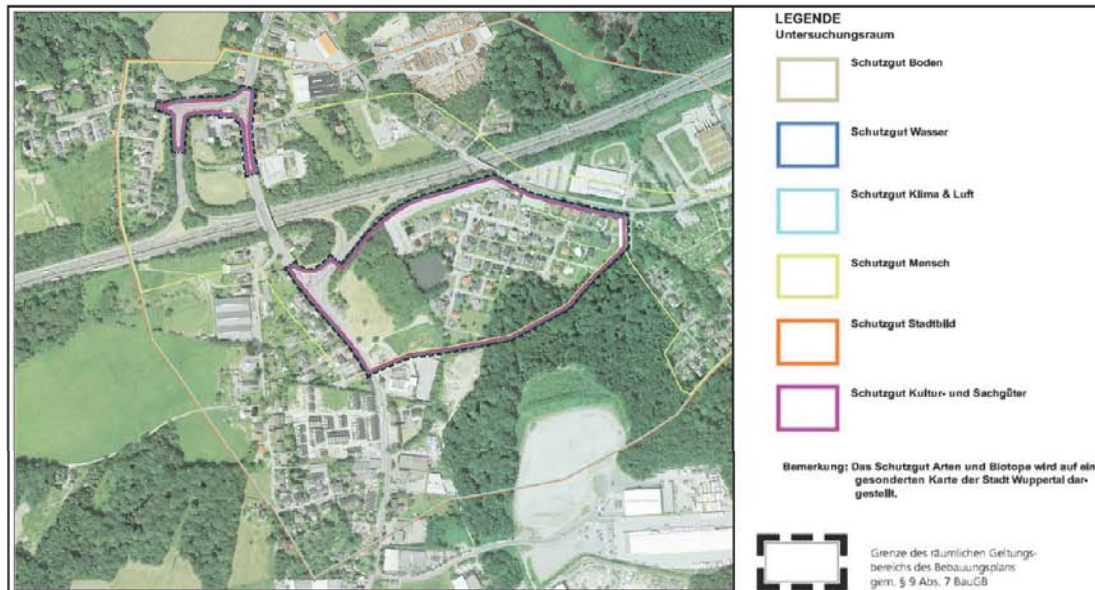 LEGENDE
Untersuchungsraum
Schutzgut Boden
Schutzgut Wasser
Schutzgut Klima & Luft
Schutzgut Mensch
Schutzgut Stadtbild
Schutzgut Kultur- und Sachgüter
Bemerkung: Das Schutzgut Arten und Biotope wird auf ein
gesonderten Karte der Stadt Wuppertal dar-
gestellt.
Grenze des räumlichen Geltungs-
bereichs des Bebauungsplans
gem. § 9 Abs. 7 BauGB